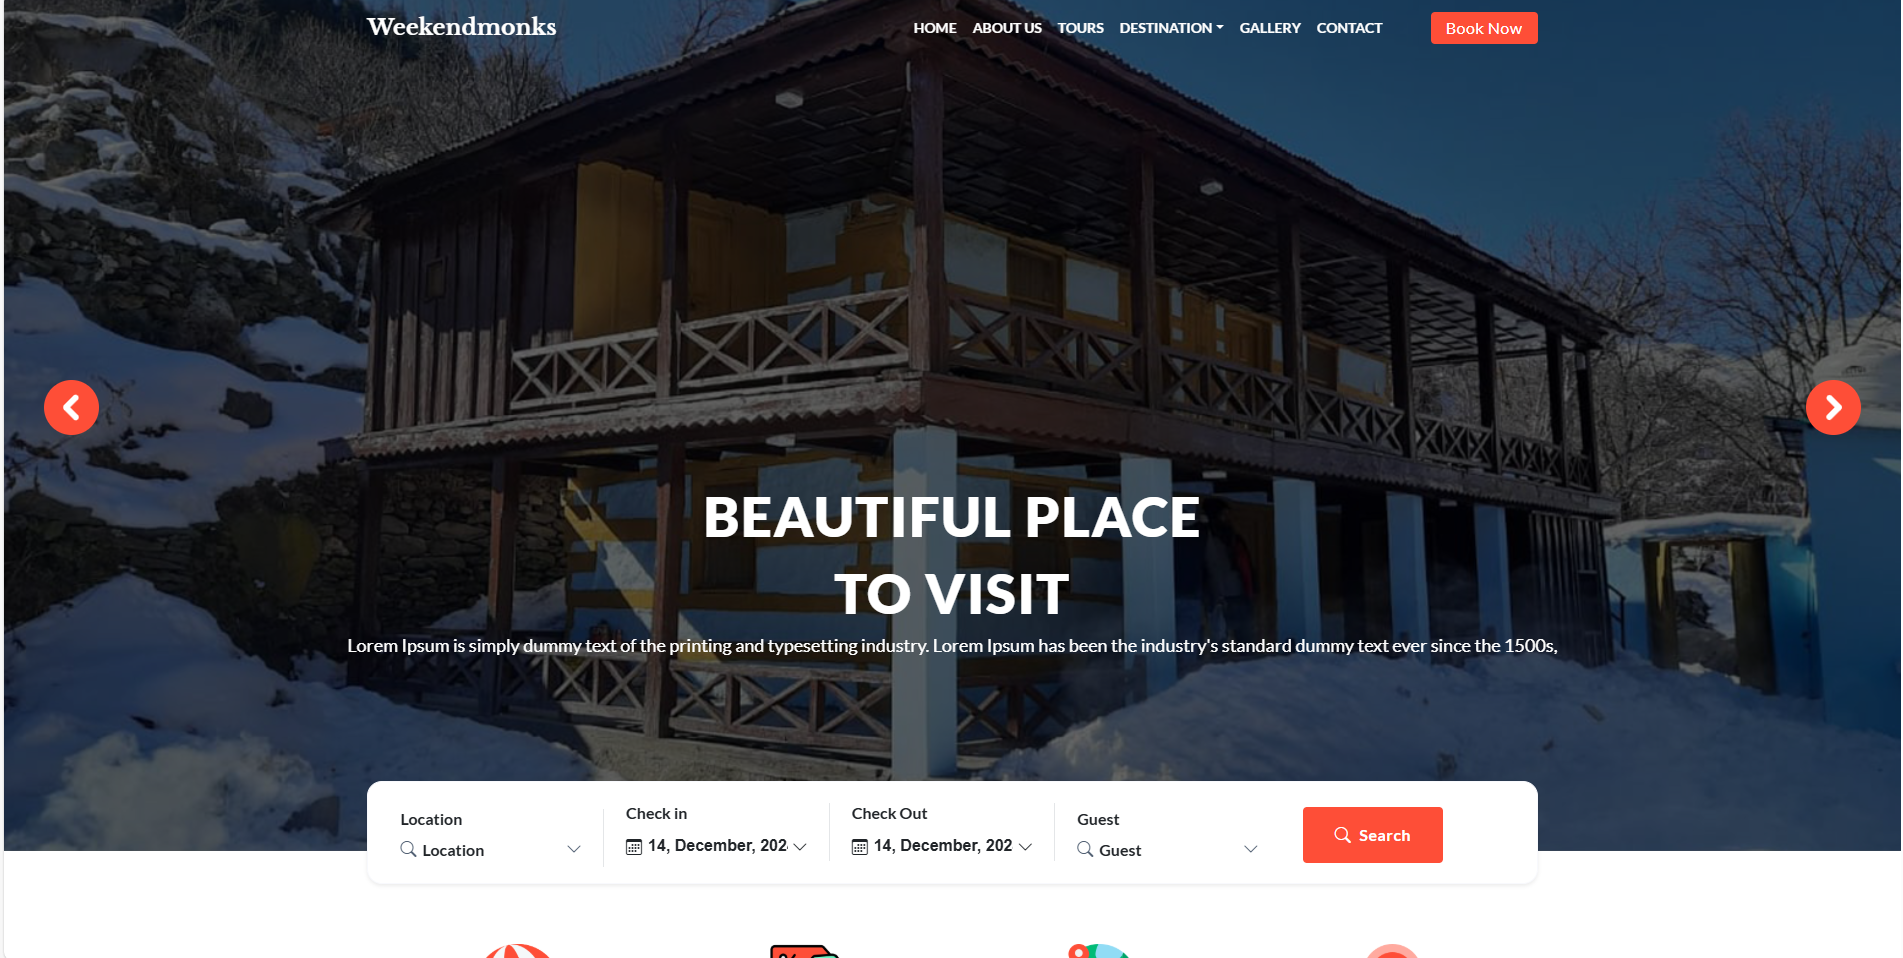 Weekendmonks
HOME ABOUT US TOURS DESTINATION GALLERY CONTACT Book Now
BEAUTIFUL PLACE
TO VISIT
Lorem Ipsum is simply dummy text of the printing and typesetting industry. Lorem Ipsum has been the industry's standard dummy text ever since the 1500s,
Location
Location
Check in
14, December, 202
Check Out
14, December, 202
Guest
Guest
Search